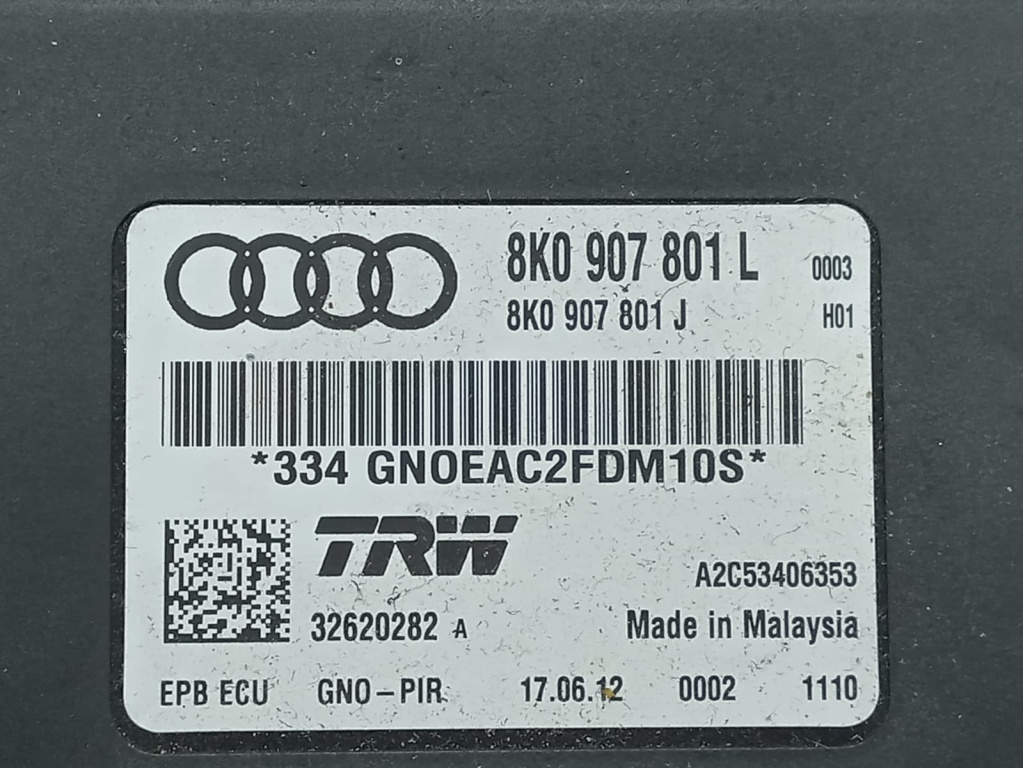 8K0 907 801 L 0003
8K0 907 801 J H01
*334 GNOEAC2FDM10S*
TRW
A2C53406353
32620282 A Made in Malaysia
EPB ECU GNO-PIR 17.06.12 0002 1110